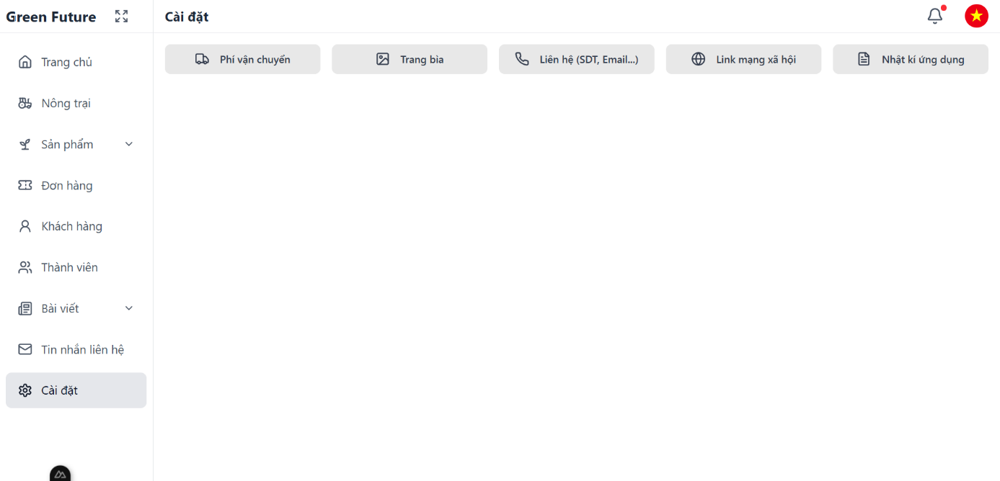 Green Future
Cài đặt
Trang chủ
Nông trại
Sản phẩm
Đơn hàng
Khách hàng
Thành viên
Bài viết
Tin nhắn liên hệ
Cài đặt
Phí vận chuyển
Trang bìa
Liên hệ (SDT, Email...)
Link mạng xã hội
Nhật kí ứng dụng